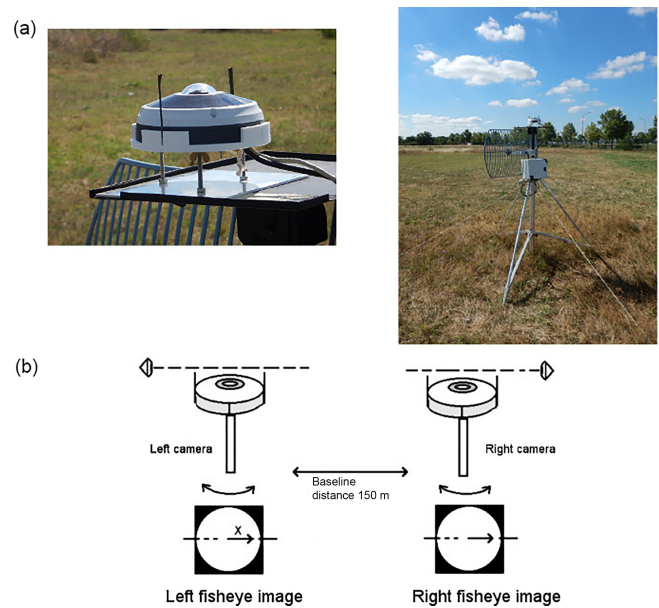 (a)
(b)
Left camera
Right camera
Baseline
distance 150 m
X
Left fisheye image
Right fisheye image